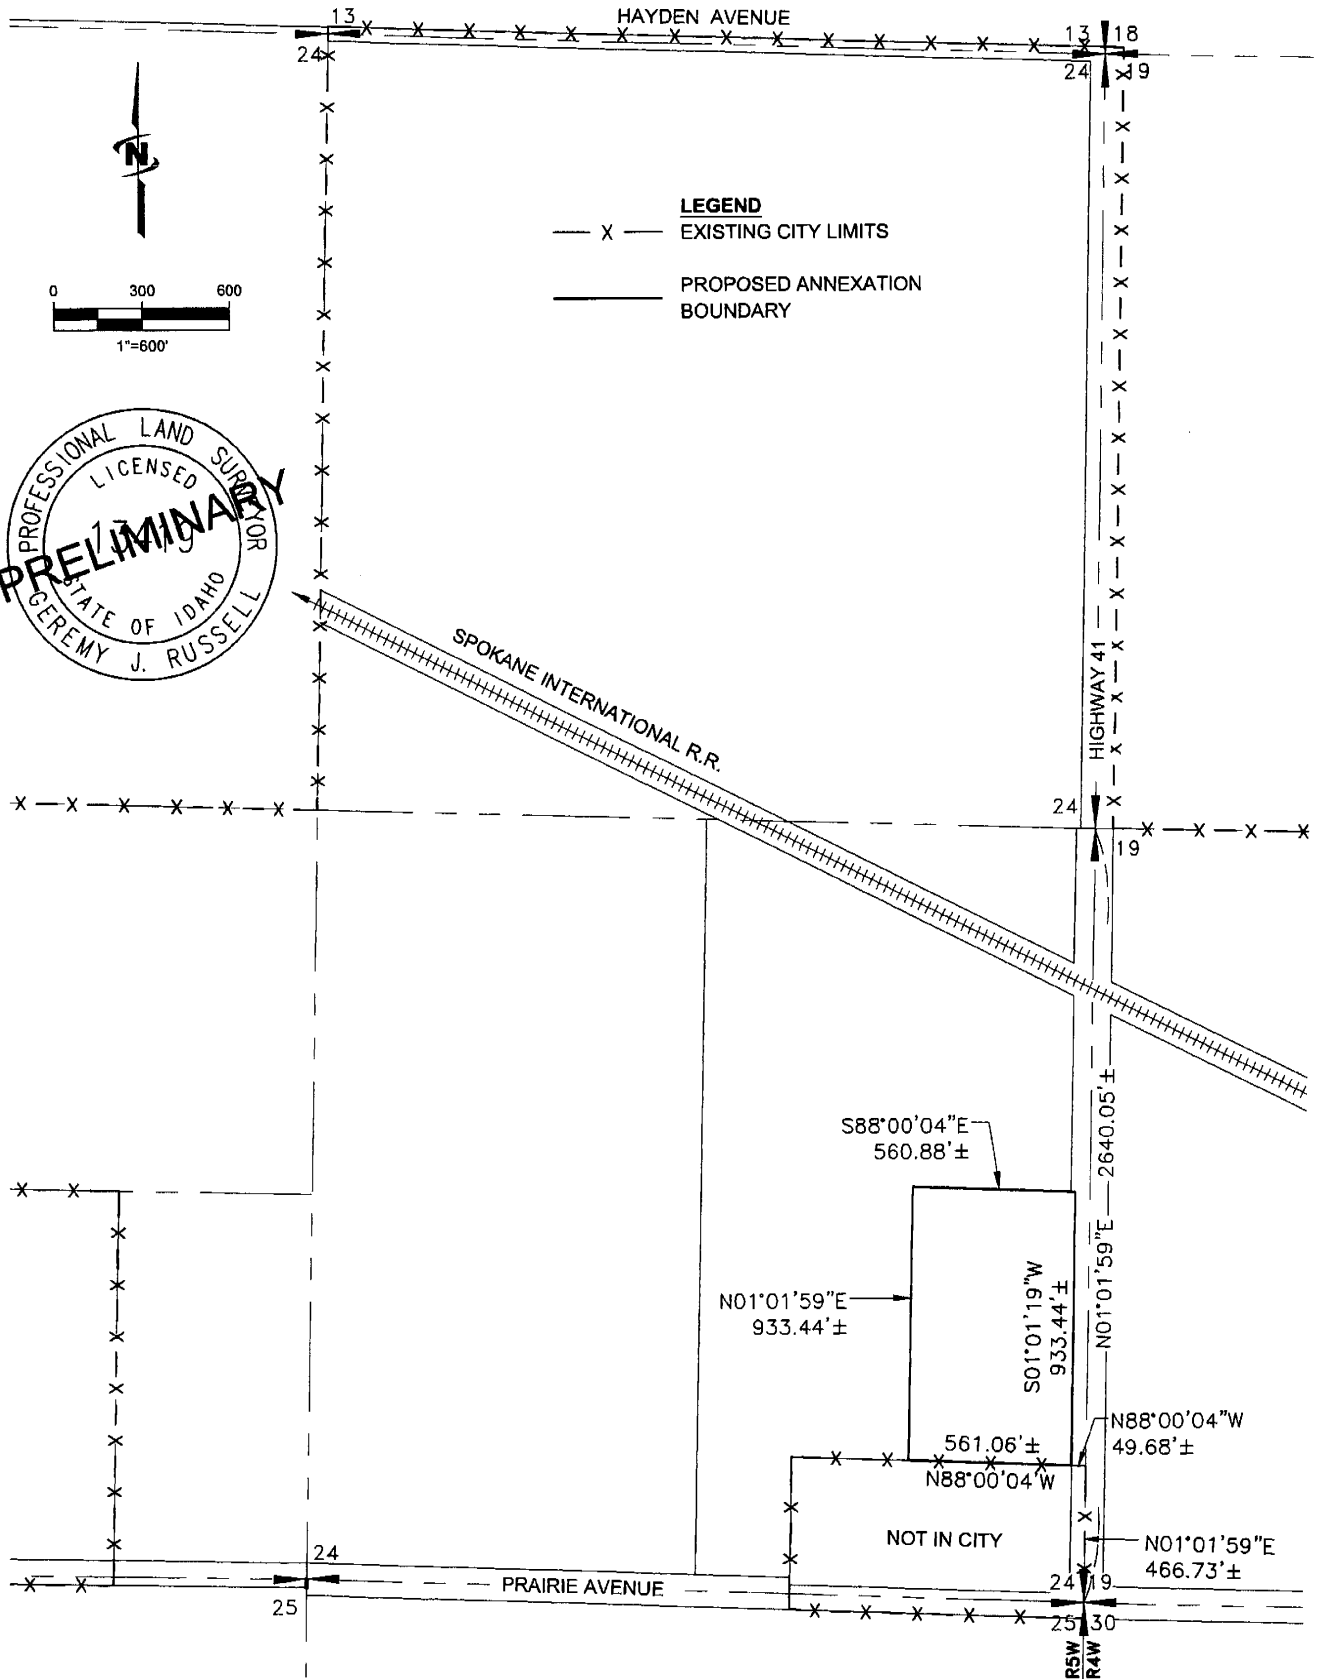 HAYDEN AVENUE
13
24
13 18
24 19
N
LEGEND
— X — EXISTING CITY LIMITS
PROPOSED ANNEXATION
BOUNDARY
0 300 600
1"=600'
PROFESSIONAL LAND SURVEYOR
LICENSED
STATE OF IDAHO
GEREMY J. RUSSELL
PRELIMINARY
SPOKANE INTERNATIONAL R.R.
HIGHWAY 41
24
19
S88°00'04"E
560.88'±
N01°01'59"E 2640.05'±
N01°01'59"E
933.44'±
S01°01'19"W
933.44'±
N88°00'04"W
49.68'±
561.06'±
N88°00'04"W
NOT IN CITY
N01°01'59"E
466.73'±
24
25
PRAIRIE AVENUE
24 19
25 30
R5W
R4W